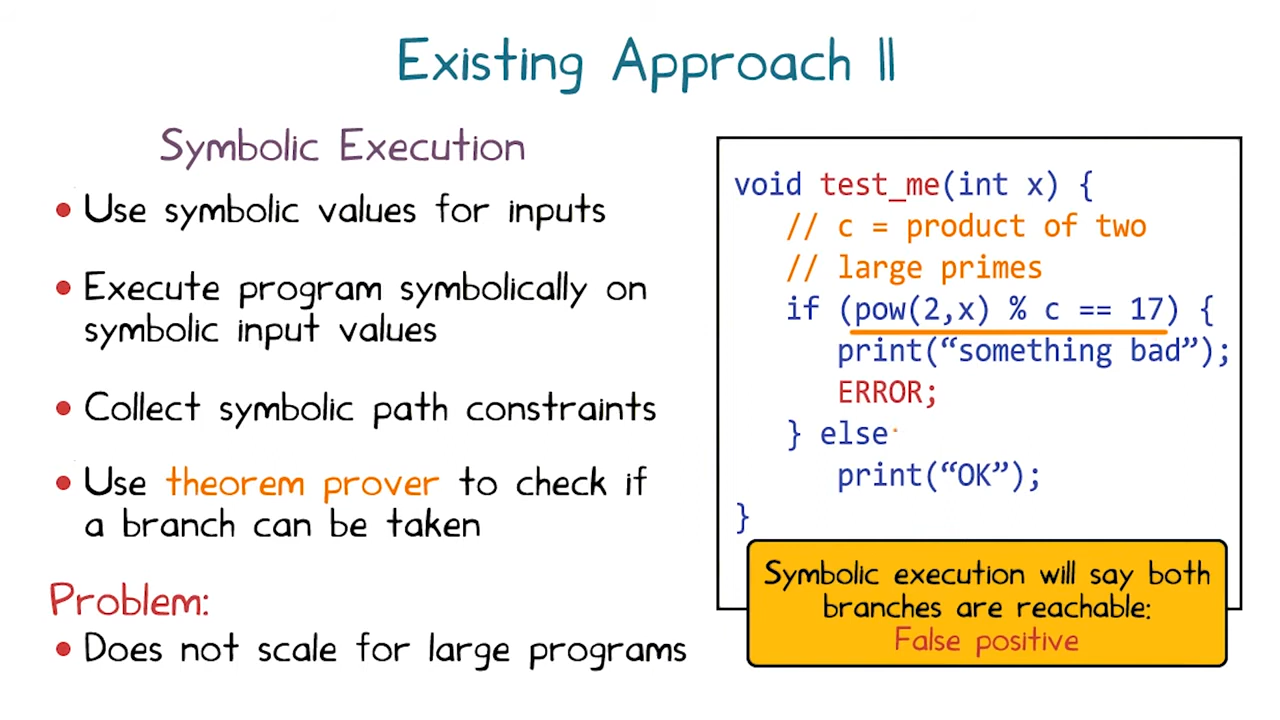 Existing Approach II
Symbolic Execution
• Use symbolic values for inputs
• Execute program symbolically on
symbolic input values
• Collect symbolic path constraints
• Use theorem prover to check if
a branch can be taken
Problem:
• Does not scale for large programs
void test_me(int x) {
// c = product of two
// large primes
if (pow(2,x) % c == 17) {
print(“something bad”);
ERROR;
} else
print(“OK”);
}
Symbolic execution will say both
branches are reachable:
False positive